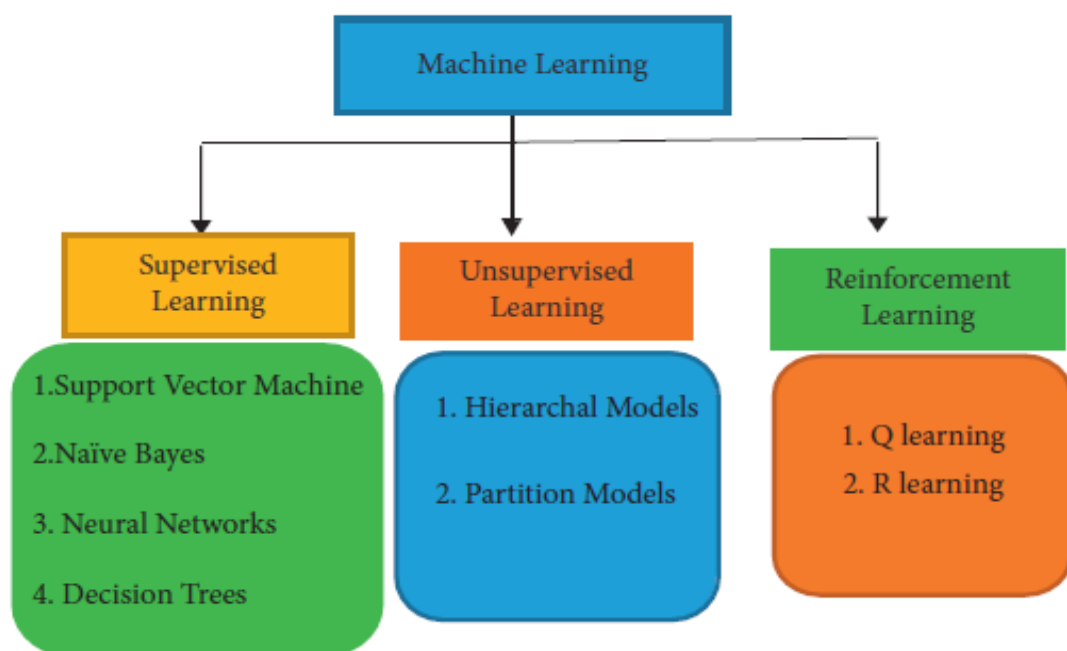 Machine Learning
Supervised
Learning
Unsupervised
Learning
Reinforcement
Learning
1.Support Vector Machine
2.Naïve Bayes
3. Neural Networks
4. Decision Trees
1. Hierarchal Models
2. Partition Models
1. Q learning
2. R learning